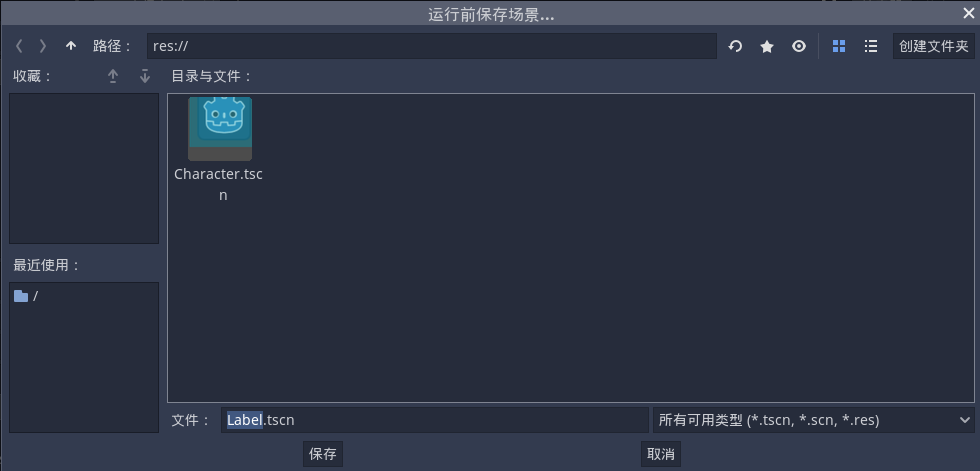 运行前保存场景...
路径： res:// 创建文件夹
收藏： 目录与文件：
Character.tsc
n
最近使用：
/
文件： Label.tscn 所有可用类型 (*.tscn, *.scn, *.res)
保存 取消